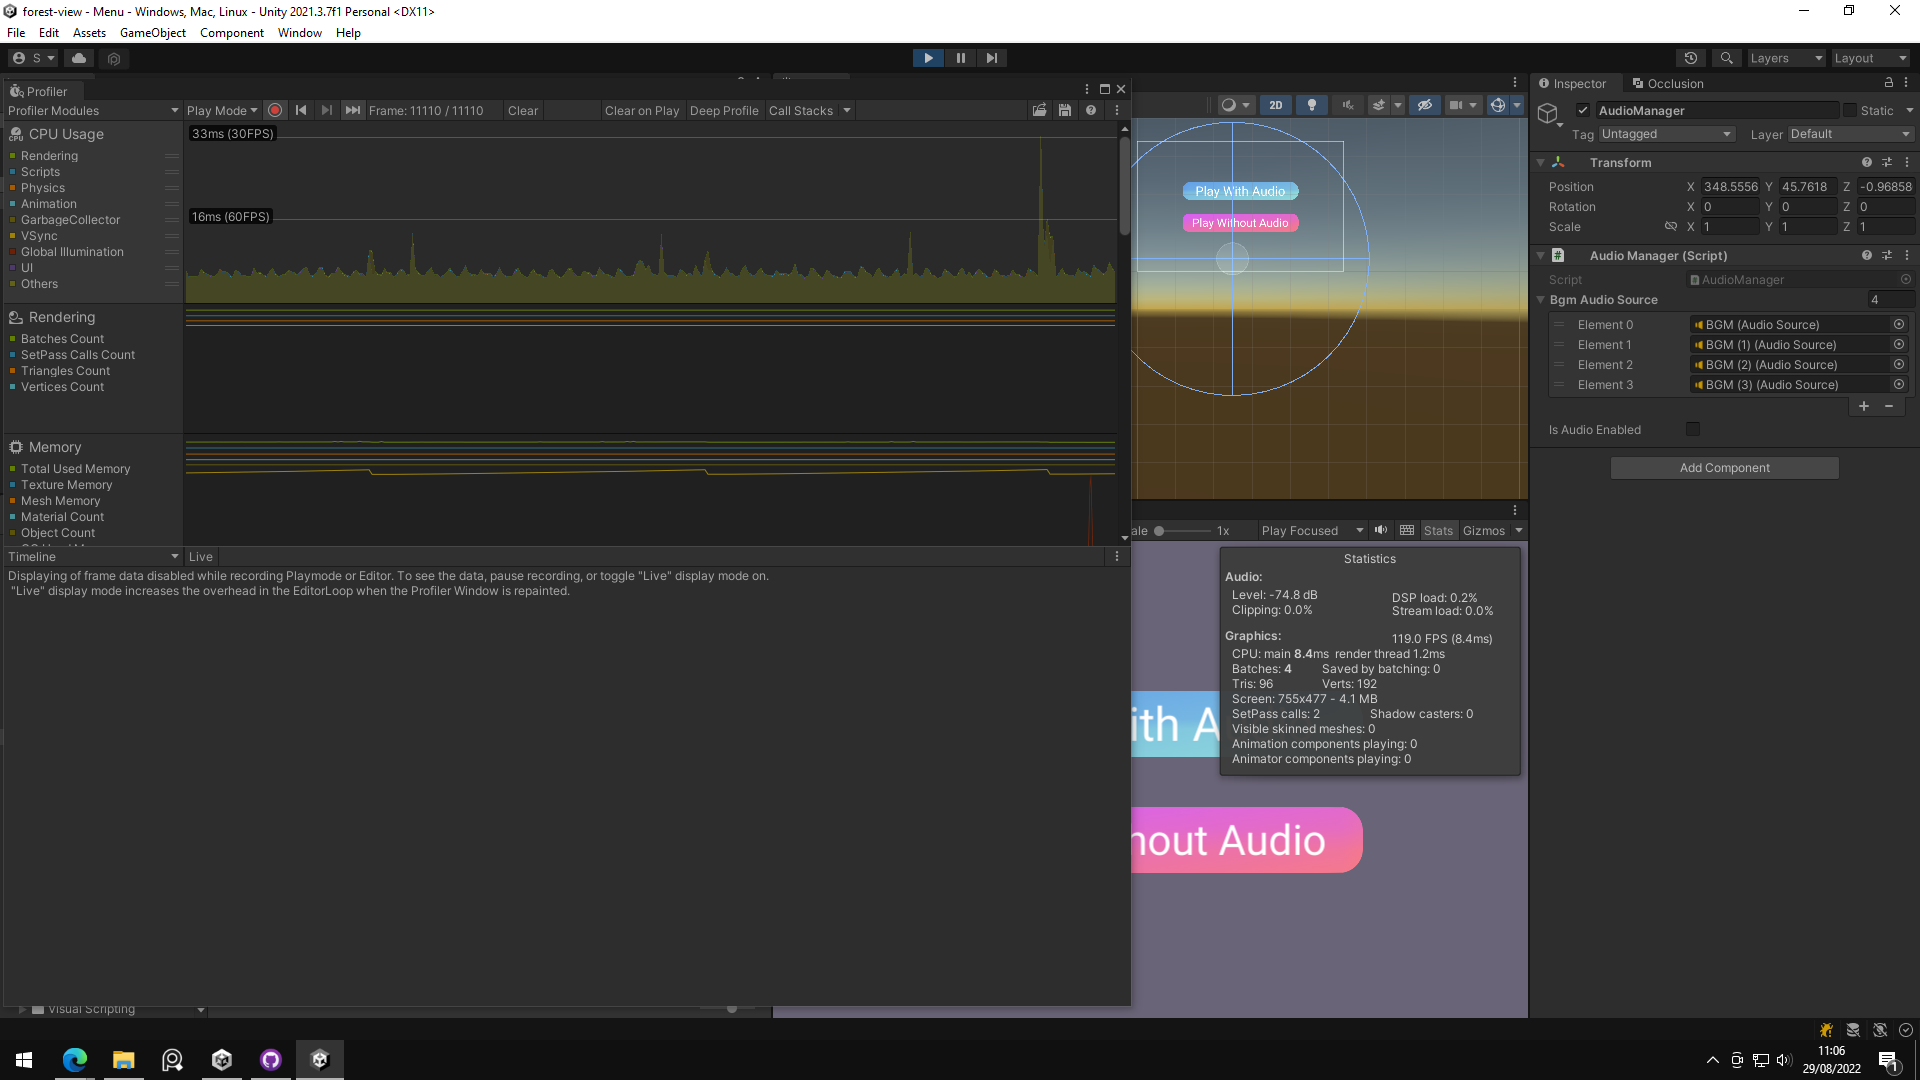 forest-view - Menu - Windows, Mac, Linux - Unity 2021.3.7f1 Personal <DX11>
File Edit Assets GameObject Component Window Help
S
Layers
Layout
Profiler
Profiler Modules
Play Mode
Frame: 11110 / 11110
Clear
Clear on Play
Deep Profile
Call Stacks
CPU Usage
Rendering
Scripts
Physics
Animation
GarbageCollector
VSync
Global Illumination
UI
Others
33ms (30FPS)
16ms (60FPS)
Rendering
Batches Count
SetPass Calls Count
Triangles Count
Vertices Count
Memory
Total Used Memory
Texture Memory
Mesh Memory
Material Count
Object Count
Timeline
Live
Displaying of frame data disabled while recording Playmode or Editor. To see the data, pause recording, or toggle "Live" display mode on.
"Live" display mode increases the overhead in the EditorLoop when the Profiler Window is repainted.
Visual Scripting
2D
Play With Audio
Play Without Audio
ale
1x
Play Focused
Stats
Gizmos
Statistics
Audio:
Level: -74.8 dB
DSP load: 0.2%
Clipping: 0.0%
Stream load: 0.0%
Graphics:
119.0 FPS (8.4ms)
CPU: main 8.4ms render thread 1.2ms
Batches: 4 Saved by batching: 0
Tris: 96 Verts: 192
Screen: 755x477 - 4.1 MB
SetPass calls: 2 Shadow casters: 0
Visible skinned meshes: 0
Animation components playing: 0
Animator components playing: 0
ith A
hout Audio
Inspector
Occlusion
AudioManager
Static
Tag Untagged
Layer Default
Transform
Position X 348.5556 Y 45.7618 Z -0.96858
Rotation X 0 Y 0 Z 0
Scale X 1 Y 1 Z 1
# Audio Manager (Script)
Script AudioManager
Bgm Audio Source 4
Element 0 BGM (Audio Source)
Element 1 BGM (1) (Audio Source)
Element 2 BGM (2) (Audio Source)
Element 3 BGM (3) (Audio Source)
Is Audio Enabled
Add Component
11:06
29/08/2022
1